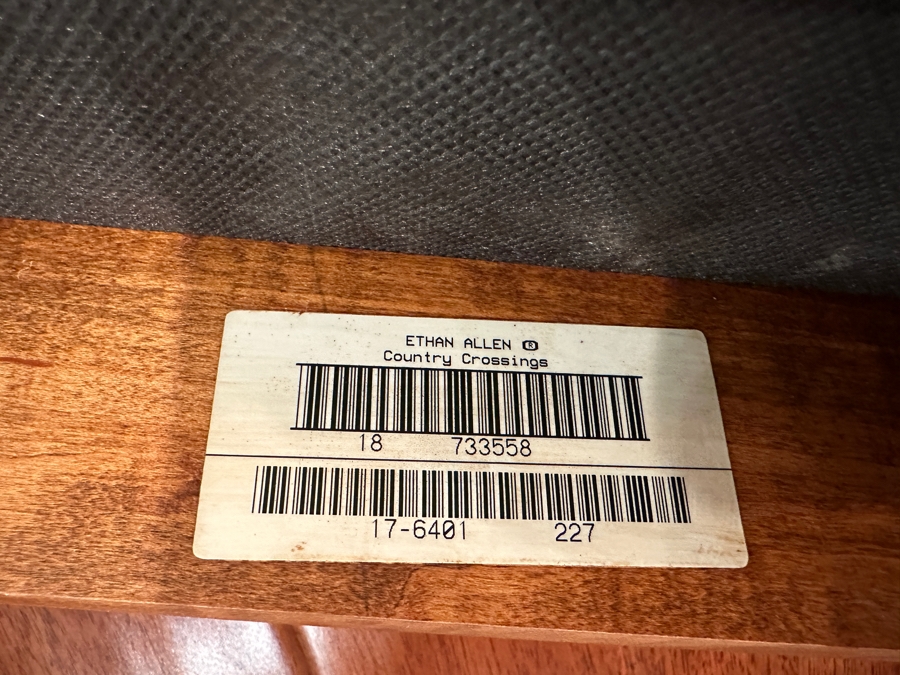 ETHAN ALLEN ®
Country Crossings
18 733558
17-6401 227